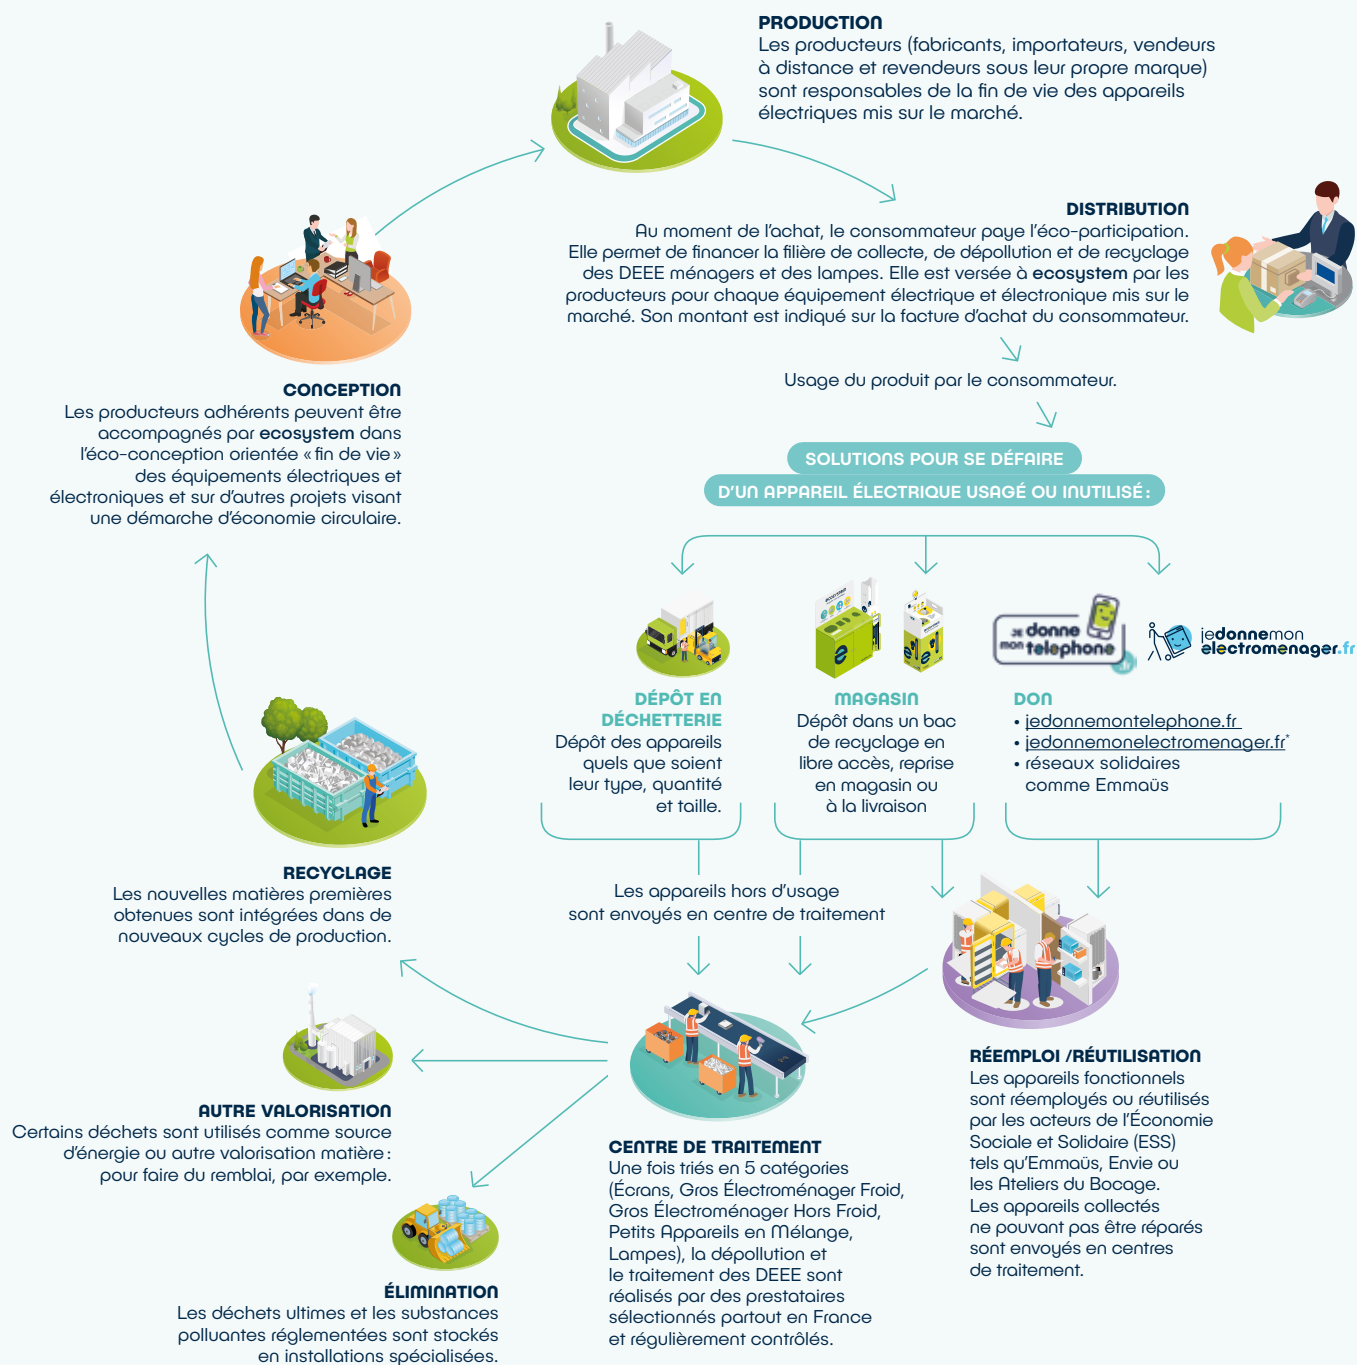 PRODUCTION
Les producteurs (fabricants, importateurs, vendeurs
à distance et revendeurs sous leur propre marque)
sont responsables de la fin de vie des appareils
électriques mis sur le marché.
DISTRIBUTION
Au moment de l'achat, le consommateur paye l'éco-participation.
Elle permet de financer la filière de collecte, de dépollution et de recyclage
des DEEE ménagers et des lampes. Elle est versée à ecosystem par les
producteurs pour chaque équipement électrique et électronique mis sur le
marché. Son montant est indiqué sur la facture d'achat du consommateur.
Usage du produit par le consommateur.
CONCEPTION
Les producteurs adhérents peuvent être
accompagnés par ecosystem dans
l'éco-conception orientée « fin de vie »
des équipements électriques et
électroniques et sur d'autres projets visant
une démarche d'économie circulaire.
SOLUTIONS POUR SE DÉFAIRE
D'UN APPAREIL ÉLECTRIQUE USAGÉ OU INUTILISÉ :
JE donne
mon telephone
.fr
jedonnemon
electromenager.fr
DÉPÔT EN
DÉCHETTERIE
Dépôt des appareils
quels que soient
leur type, quantité
et taille.
MAGASIN
Dépôt dans un bac
de recyclage en
libre accès, reprise
en magasin ou
à la livraison
DON
• jedonnemontelephone.fr
• jedonnemonelectromenager.fr*
• réseaux solidaires
comme Emmaüs
Les appareils hors d'usage
sont envoyés en centre de traitement
RECYCLAGE
Les nouvelles matières premières
obtenues sont intégrées dans de
nouveaux cycles de production.
AUTRE VALORISATION
Certains déchets sont utilisés comme source
d'énergie ou autre valorisation matière :
pour faire du remblai, par exemple.
ÉLIMINATION
Les déchets ultimes et les substances
polluantes réglementées sont stockés
en installations spécialisées.
CENTRE DE TRAITEMENT
Une fois triés en 5 catégories
(Écrans, Gros Électroménager Froid,
Gros Électroménager Hors Froid,
Petits Appareils en Mélange,
Lampes), la dépollution et
le traitement des DEEE sont
réalisés par des prestataires
sélectionnés partout en France
et régulièrement contrôlés.
RÉEMPLOI /RÉUTILISATION
Les appareils fonctionnels
sont réemployés ou réutilisés
par les acteurs de l'Économie
Sociale et Solidaire (ESS)
tels qu'Emmaüs, Envie ou
les Ateliers du Bocage.
Les appareils collectés
ne pouvant pas être réparés
sont envoyés en centres
de traitement.